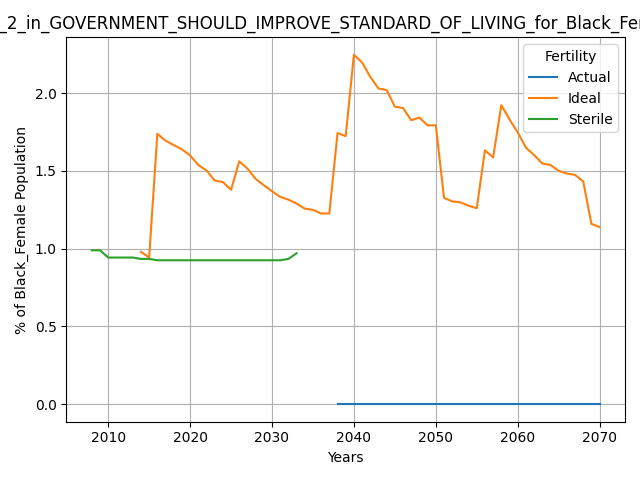 _2_in_GOVERNMENT_SHOULD_IMPROVE_STANDARD_OF_LIVING_for_Black_Fe
Fertility
Actual
Ideal
Sterile
% of Black_Female Population
2.0
1.5
1.0
0.5
0.0
2010 2020 2030 2040 2050 2060 2070
Years